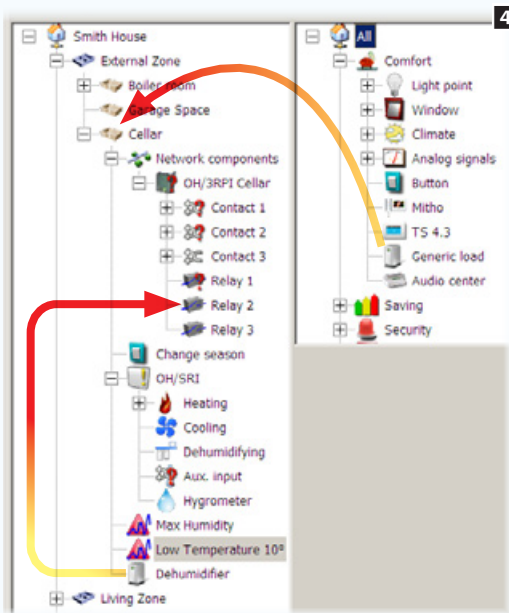 4
Smith House
External Zone
Boiler room
Garage Space
Cellar
Network components
OH/3RPI Cellar
Contact 1
Contact 2
Contact 3
Relay 1
Relay 2
Relay 3
Change season
OH/SRI
Heating
Cooling
Dehumidifying
Aux. input
Hygrometer
Max Humidity
Low Temperature 10°
Dehumidifier
Living Zone
All
Comfort
Light point
Window
Climate
Analog signals
Button
Mitho
TS 4.3
Generic load
Audio center
Saving
Security